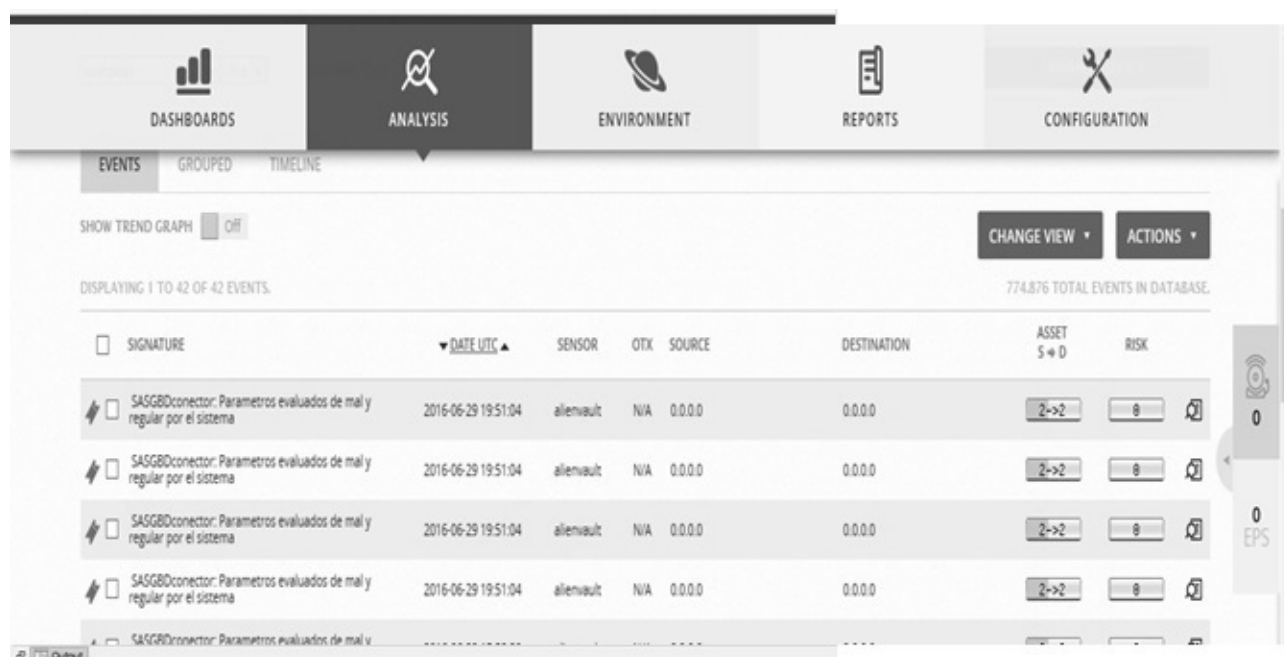 DASHBOARDS
ANALYSIS
ENVIRONMENT
REPORTS
CONFIGURATION
EVENTS GROUPED TIMELINE
SHOW TREND GRAPH Off
CHANGE VIEW ACTIONS
DISPLAYING 1 TO 42 OF 42 EVENTS.
774.876 TOTAL EVENTS IN DATABASE.
SIGNATURE DATE UTC SENSOR OTX SOURCE DESTINATION ASSET S D RISK
SASGBDconector: Parametros evaluados de mal y
regular por el sistema
2016-06-29 19:51:04 alienvault N/A 0.0.0.0 0.0.0.0 2->2 0
SASGBDconector: Parametros evaluados de mal y
regular por el sistema
2016-06-29 19:51:04 alienvault N/A 0.0.0.0 0.0.0.0 2->2 0
SASGBDconector: Parametros evaluados de mal y
regular por el sistema
2016-06-29 19:51:04 alienvault N/A 0.0.0.0 0.0.0.0 2->2 0
SASGBDconector: Parametros evaluados de mal y
regular por el sistema
2016-06-29 19:51:04 alienvault N/A 0.0.0.0 0.0.0.0 2->2 0
SASGBDconector: Parametros evaluados de mal y
0
0
EPS
Output